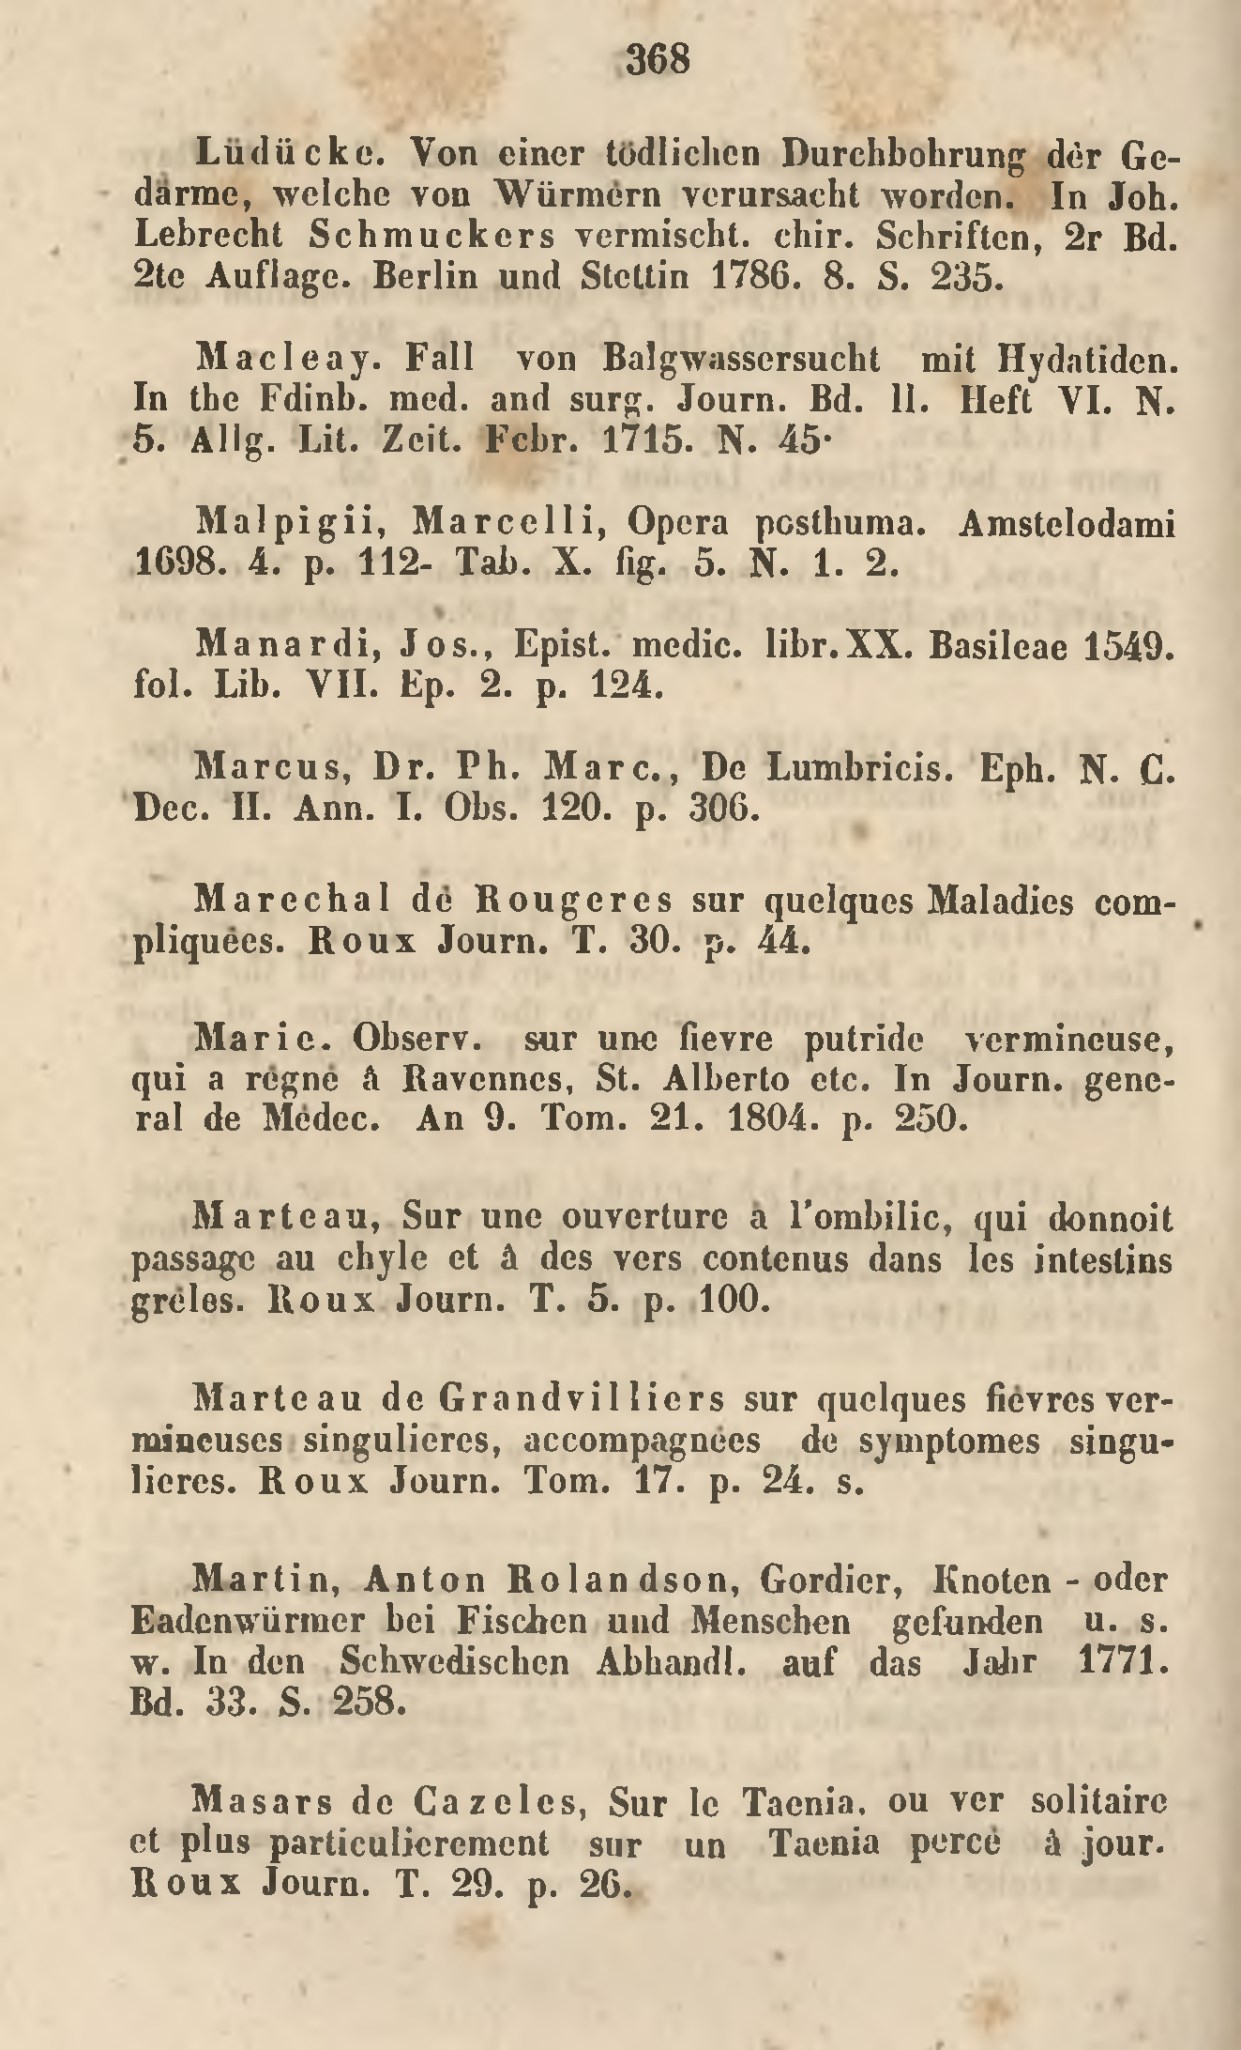 368
Lüdücke. Von einer tödlichen Durchbohrung der Ge-
därme, welche von Würmern verursacht worden. In Joh.
Lebrecht Schmuckers vermischt. chir. Schriften, 2r Bd.
2te Auflage. Berlin und Stettin 1786. 8. S. 235.
Macleay. Fall von Balgwassersucht mit Hydatiden.
In the Fdinb. med. and surg. Journ. Bd. II. Heft VI. N.
5. Allg. Lit. Zeit. Febr. 1715. N. 45.
Malpigii, Marcelli, Opera posthuma. Amstelodami
1698. 4. p. 112- Tab. X. fig. 5. N. 1. 2.
Manardi, Jos., Epist. medic. libr. XX. Basileae 1549.
fol. Lib. VII. Ep. 2. p. 124.
Marcus, Dr. Ph. Marc., De Lumbricis. Eph. N. C.
Dec. II. Ann. I. Obs. 120. p. 306.
Marechal dè Rougeres sur quelques Maladies com-
pliquèes. Roux Journ. T. 30. p. 44.
Marie. Observ. sur une fievre putride vermineuse,
qui a règnè à Ravennes, St. Alberto etc. In Journ. gene-
ral de Mèdec. An 9. Tom. 21. 1804. p. 250.
Marteau, Sur une ouverture à l'ombilic, qui donnoit
passage au chyle et à des vers contenus dans les intestins
grèles. Roux Journ. T. 5. p. 100.
Marteau de Grandvilliers sur quelques fièvres ver-
mineuses singulieres, accompagnèes de symptomes singu-
lieres. Roux Journ. Tom. 17. p. 24. s.
Martin, Anton Rolandson, Gordier, Knoten - oder
Eadenwürmer bei Fischen und Menschen gefunden u. s.
w. In den Schwedischen Abhandl. auf das Jahr 1771.
Bd. 33. S. 258.
Masars de Cazeles, Sur le Taenia. ou ver solitaire
et plus particulierement sur un Taenia percè à jour.
Roux Journ. T. 29. p. 26.